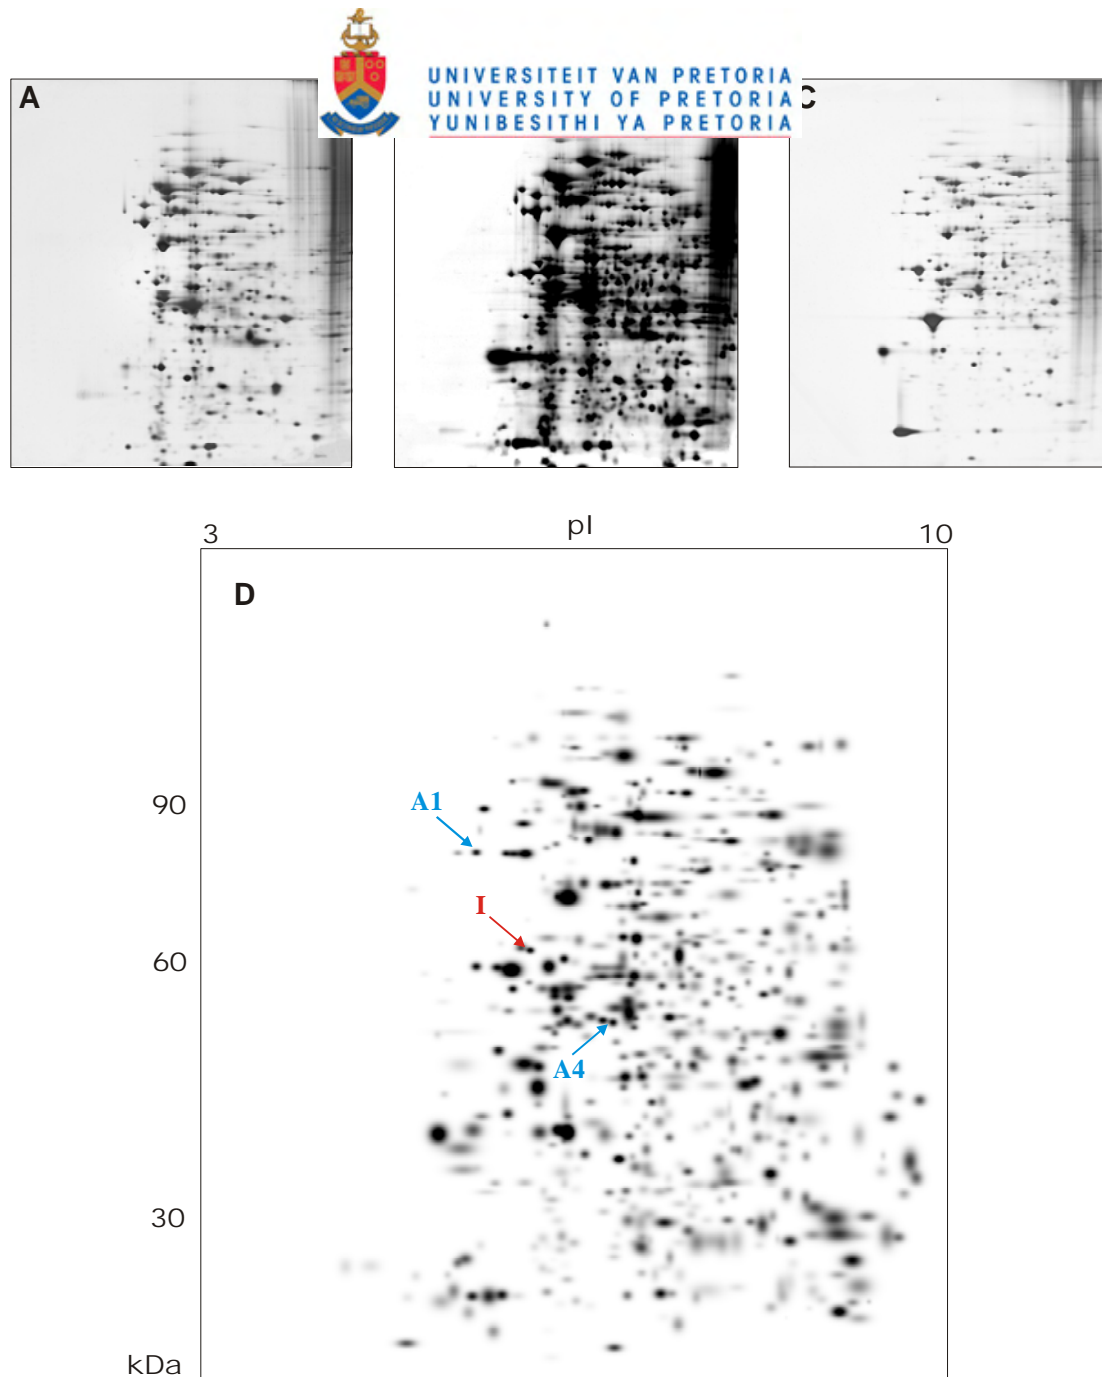 A
UNIVERSITEIT VAN PRETORIA
UNIVERSITY OF PRETORIA
YUNIBESITHI YA PRETORIA
C
3
pI
10
D
90
A1
I
60
A4
30
kDa